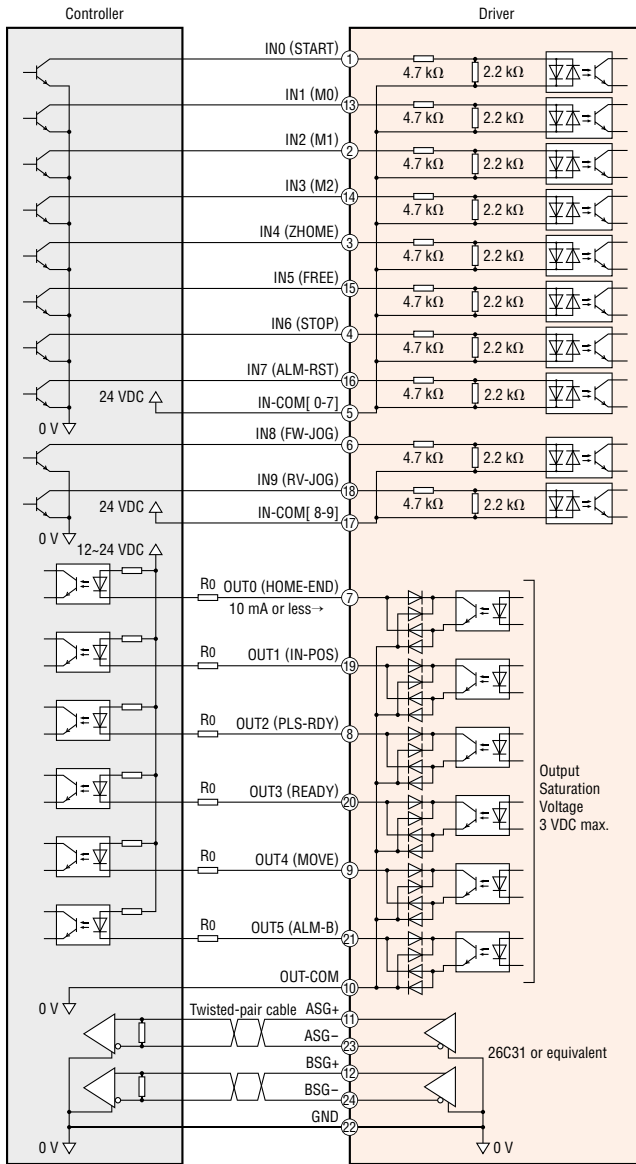 Controller
Driver
IN0 (START)
1
4.7 kΩ
2.2 kΩ
IN1 (M0)
13
4.7 kΩ
2.2 kΩ
IN2 (M1)
2
4.7 kΩ
2.2 kΩ
IN3 (M2)
14
4.7 kΩ
2.2 kΩ
IN4 (ZHOME)
3
4.7 kΩ
2.2 kΩ
IN5 (FREE)
15
4.7 kΩ
2.2 kΩ
IN6 (STOP)
4
4.7 kΩ
2.2 kΩ
IN7 (ALM-RST)
16
4.7 kΩ
2.2 kΩ
24 VDC
IN-COM[ 0-7]
5
0 V
IN8 (FW-JOG)
6
4.7 kΩ
2.2 kΩ
IN9 (RV-JOG)
18
4.7 kΩ
2.2 kΩ
24 VDC
IN-COM[ 8-9]
17
0 V
12~24 VDC
R0
OUT0 (HOME-END)
7
10 mA or less→
R0
OUT1 (IN-POS)
19
R0
OUT2 (PLS-RDY)
8
R0
OUT3 (READY)
20
R0
OUT4 (MOVE)
9
R0
OUT5 (ALM-B)
21
Output
Saturation
Voltage
3 VDC max.
OUT-COM
10
0 V
Twisted-pair cable
ASG+
11
ASG−
23
26C31 or equivalent
BSG+
12
BSG−
24
GND
22
0 V
0 V